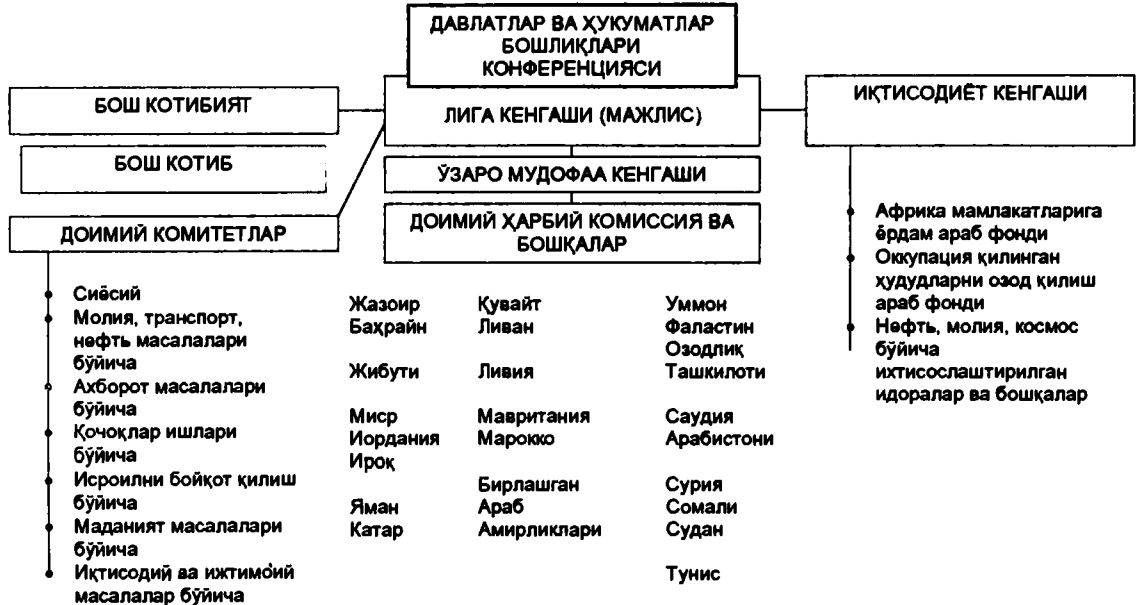 ДАВЛАТЛАР ВА ҲУКУМАТЛАР
БОШЛИҚЛАРИ
КОНФЕРЕНЦИЯСИ
БОШ КОТИБИЯТ
ЛИГА КЕНГАШИ (МАЖЛИС)
ИҚТИСОДИЁТ КЕНГАШИ
БОШ КОТИБ
ЎЗАРО МУДОФАА КЕНГАШИ
ДОИМИЙ КОМИТЕТЛАР
ДОИМИЙ ҲАРБИЙ КОМИССИЯ ВА
БОШҚАЛАР
Сиёсий
Молия, транспорт,
нефть масалалари
бўйича
Ахборот масалалари
бўйича
Қочоқлар ишлари
бўйича
Исроилни бойқот қилиш
бўйича
Маданият масалалари
бўйича
Иқтисодий ва ижтимоий
масалалар бўйича
Жазоир
Баҳрайн
Жибути
Миср
Иордания
Ироқ
Яман
Катар
Қувайт
Ливан
Ливия
Мавритания
Марокко
Бирлашган
Араб
Амирликлари
Уммон
Фаластин
Озодлиқ
Ташкилоти
Саудия
Арабистони
Сурия
Сомали
Судан
Тунис
Африка мамлакатларига
ёрдам араб фонди
Оккупация қилинган
ҳудудларни озод қилиш
араб фонди
Нефть, молия, космос
бўйича
ихтисослаштирилган
идоралар ва бошқалар